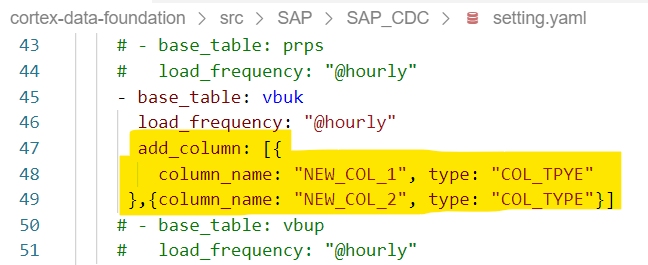 cortex-data-foundation > src > SAP > SAP_CDC > setting.yaml
43 # - base_table: prps
44 #   load_frequency: "@hourly"
45 - base_table: vbuk
46   load_frequency: "@hourly"
47   add_column: [{
48     column_name: "NEW_COL_1", type: "COL_TPYE"
49  },{column_name: "NEW_COL_2", type: "COL_TYPE"}]
50 # - base_table: vbup
51 #   load_frequency: "@hourly"